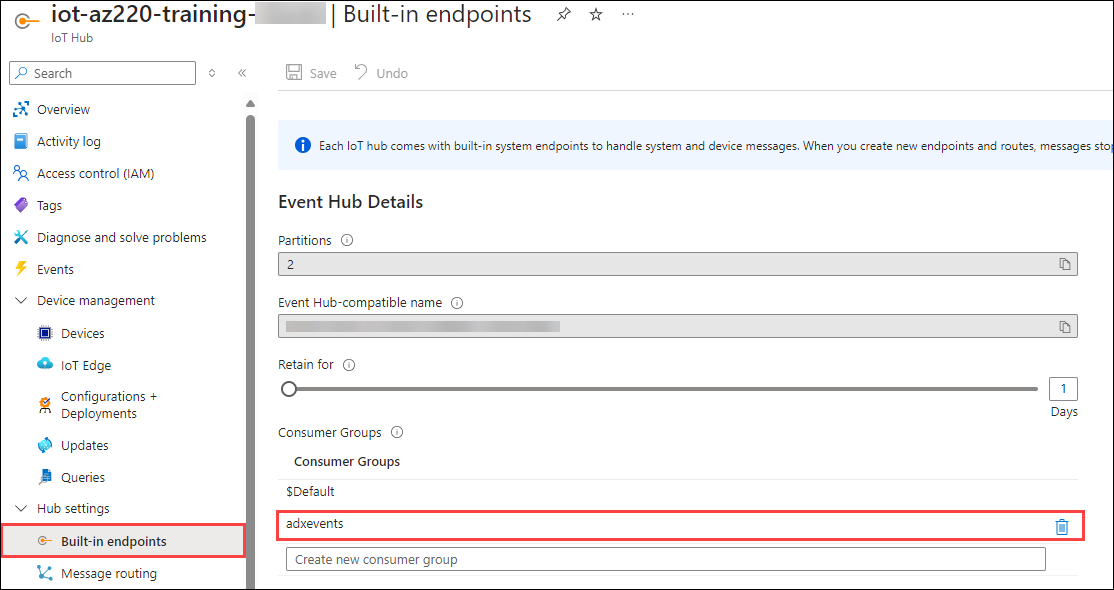 iot-az220-training- | Built-in endpoints
IoT Hub
Search
Overview
Activity log
Access control (IAM)
Tags
Diagnose and solve problems
Events
Device management
Devices
IoT Edge
Configurations +
Deployments
Updates
Queries
Hub settings
Built-in endpoints
Message routing
Save Undo
Each IoT hub comes with built-in system endpoints to handle system and device messages. When you create new endpoints and routes, messages stop
Event Hub Details
Partitions
2
Event Hub-compatible name
Retain for
1
Days
Consumer Groups
Consumer Groups
$Default
adxevents
Create new consumer group